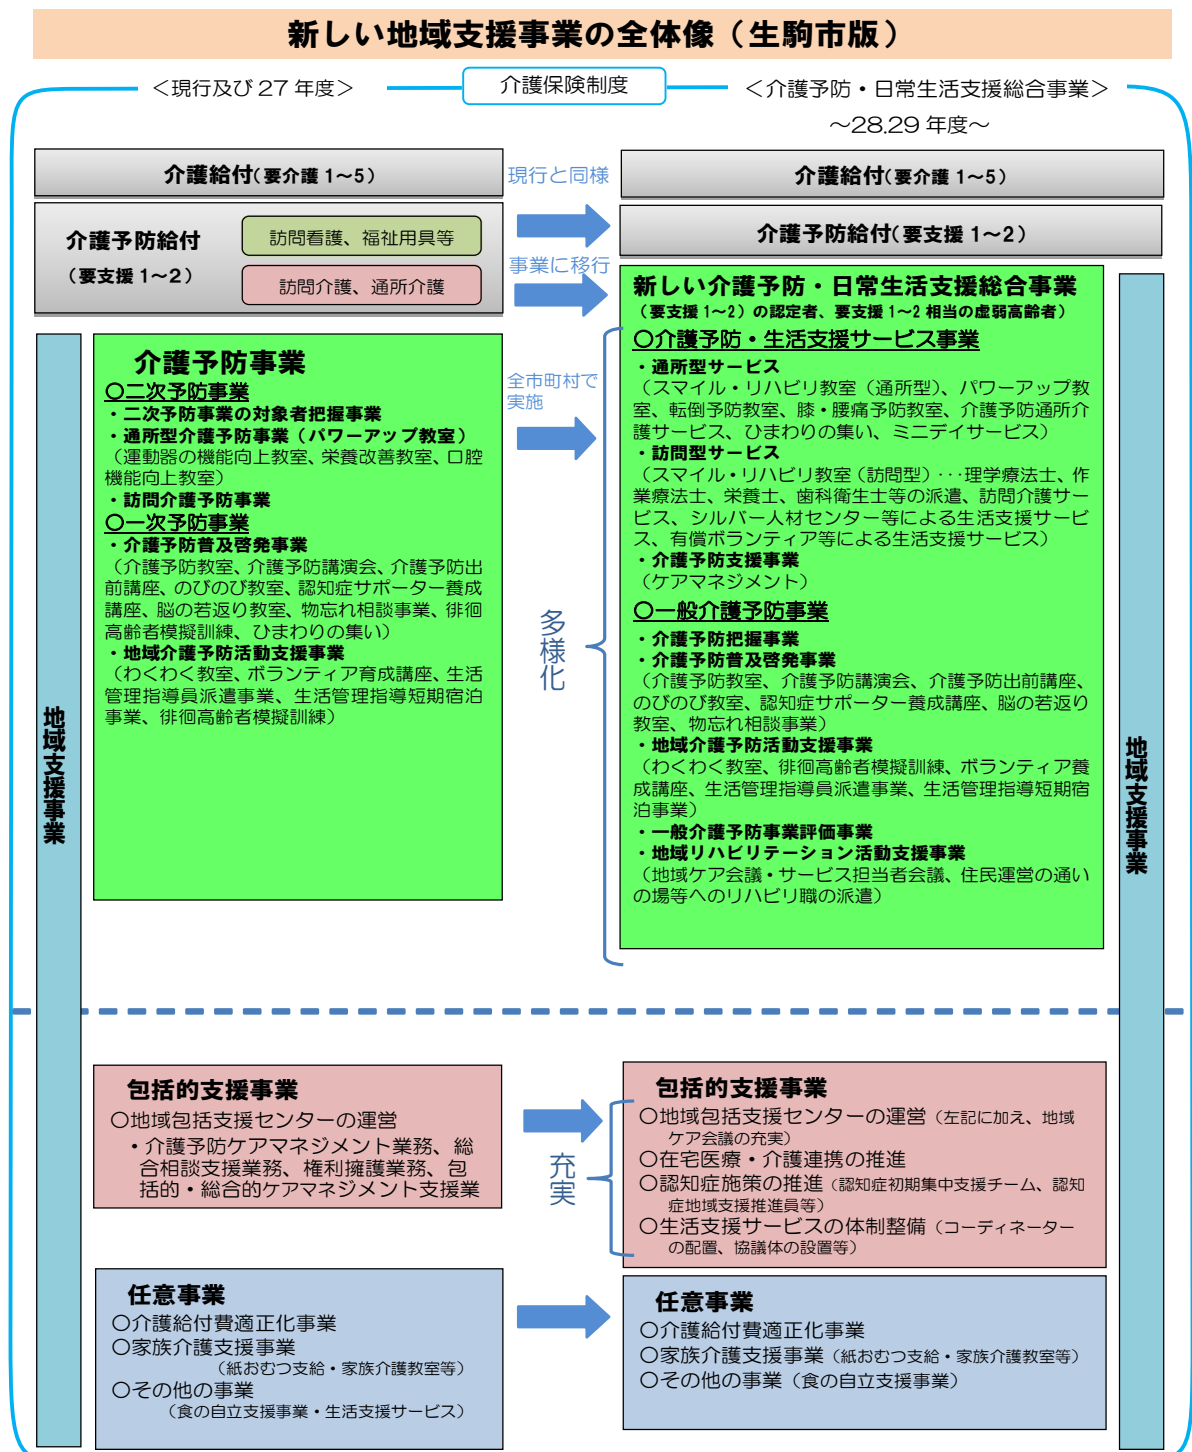 新しい地域支援事業の全体像（生駒市版）
＜現行及び 27 年度＞
介護保険制度
＜介護予防・日常生活支援総合事業＞
～28.29 年度～
介護給付（要介護 1～5）
現行と同様
介護給付（要介護 1～5）
介護予防給付
（要支援 1～2）
訪問看護、福祉用具等
訪問介護、通所介護
事業に移行
介護予防給付（要支援 1～2）
地域支援事業
介護予防事業
〇二次予防事業
・二次予防事業の対象者把握事業
・通所型介護予防事業（パワーアップ教室）
（運動器の機能向上教室、栄養改善教室、口腔
機能向上教室）
・訪問介護予防事業
〇一次予防事業
・介護予防普及啓発事業
（介護予防教室、介護予防講演会、介護予防出
前講座、のびのび教室、認知症サポーター養成
講座、脳の若返り教室、物忘れ相談事業、徘徊
高齢者模擬訓練、ひまわりの集い）
・地域介護予防活動支援事業
（わくわく教室、ボランティア育成講座、生活
管理指導員派遣事業、生活管理指導短期宿泊
事業、徘徊高齢者模擬訓練）
全市町村で
実施
多様化
新しい介護予防・日常生活支援総合事業
（要支援 1～2）の認定者、要支援 1～2 相当の虚弱高齢者）
〇介護予防・生活支援サービス事業
・通所型サービス
（スマイル・リハビリ教室（通所型）、パワーアップ教
室、転倒予防教室、膝・腰痛予防教室、介護予防通所介
護サービス、ひまわりの集い、ミニデイサービス）
・訪問型サービス
（スマイル・リハビリ教室（訪問型）･･･理学療法士、作
業療法士、栄養士、歯科衛生士等の派遣、訪問介護サー
ビス、シルバー人材センター等による生活支援サービ
ス、有償ボランティア等による生活支援サービス）
・介護予防支援事業
（ケアマネジメント）
〇一般介護予防事業
・介護予防把握事業
・介護予防普及啓発事業
（介護予防教室、介護予防講演会、介護予防出前講座、
のびのび教室、認知症サポーター養成講座、脳の若返り
教室、物忘れ相談事業）
・地域介護予防活動支援事業
（わくわく教室、徘徊高齢者模擬訓練、ボランティア養
成講座、生活管理指導員派遣事業、生活管理指導短期宿
泊事業）
・一般介護予防事業評価事業
・地域リハビリテーション活動支援事業
（地域ケア会議・サービス担当者会議、住民運営の通い
の場等へのリハビリ職の派遣）
地域支援事業
包括的支援事業
〇地域包括支援センターの運営
・介護予防ケアマネジメント業務、総
合相談支援業務、権利擁護業務、包
括的・総合的ケアマネジメント支援業
充実
包括的支援事業
〇地域包括支援センターの運営（左記に加え、地域
ケア会議の充実）
〇在宅医療・介護連携の推進
〇認知症施策の推進（認知症初期集中支援チーム、認知
症地域支援推進員等）
〇生活支援サービスの体制整備（コーディネーター
の配置、協議体の設置等）
任意事業
〇介護給付費適正化事業
〇家族介護支援事業
（紙おむつ支給・家族介護教室等）
〇その他の事業
（食の自立支援事業・生活支援サービス）
任意事業
〇介護給付費適正化事業
〇家族介護支援事業（紙おむつ支給・家族介護教室等）
〇その他の事業（食の自立支援事業）